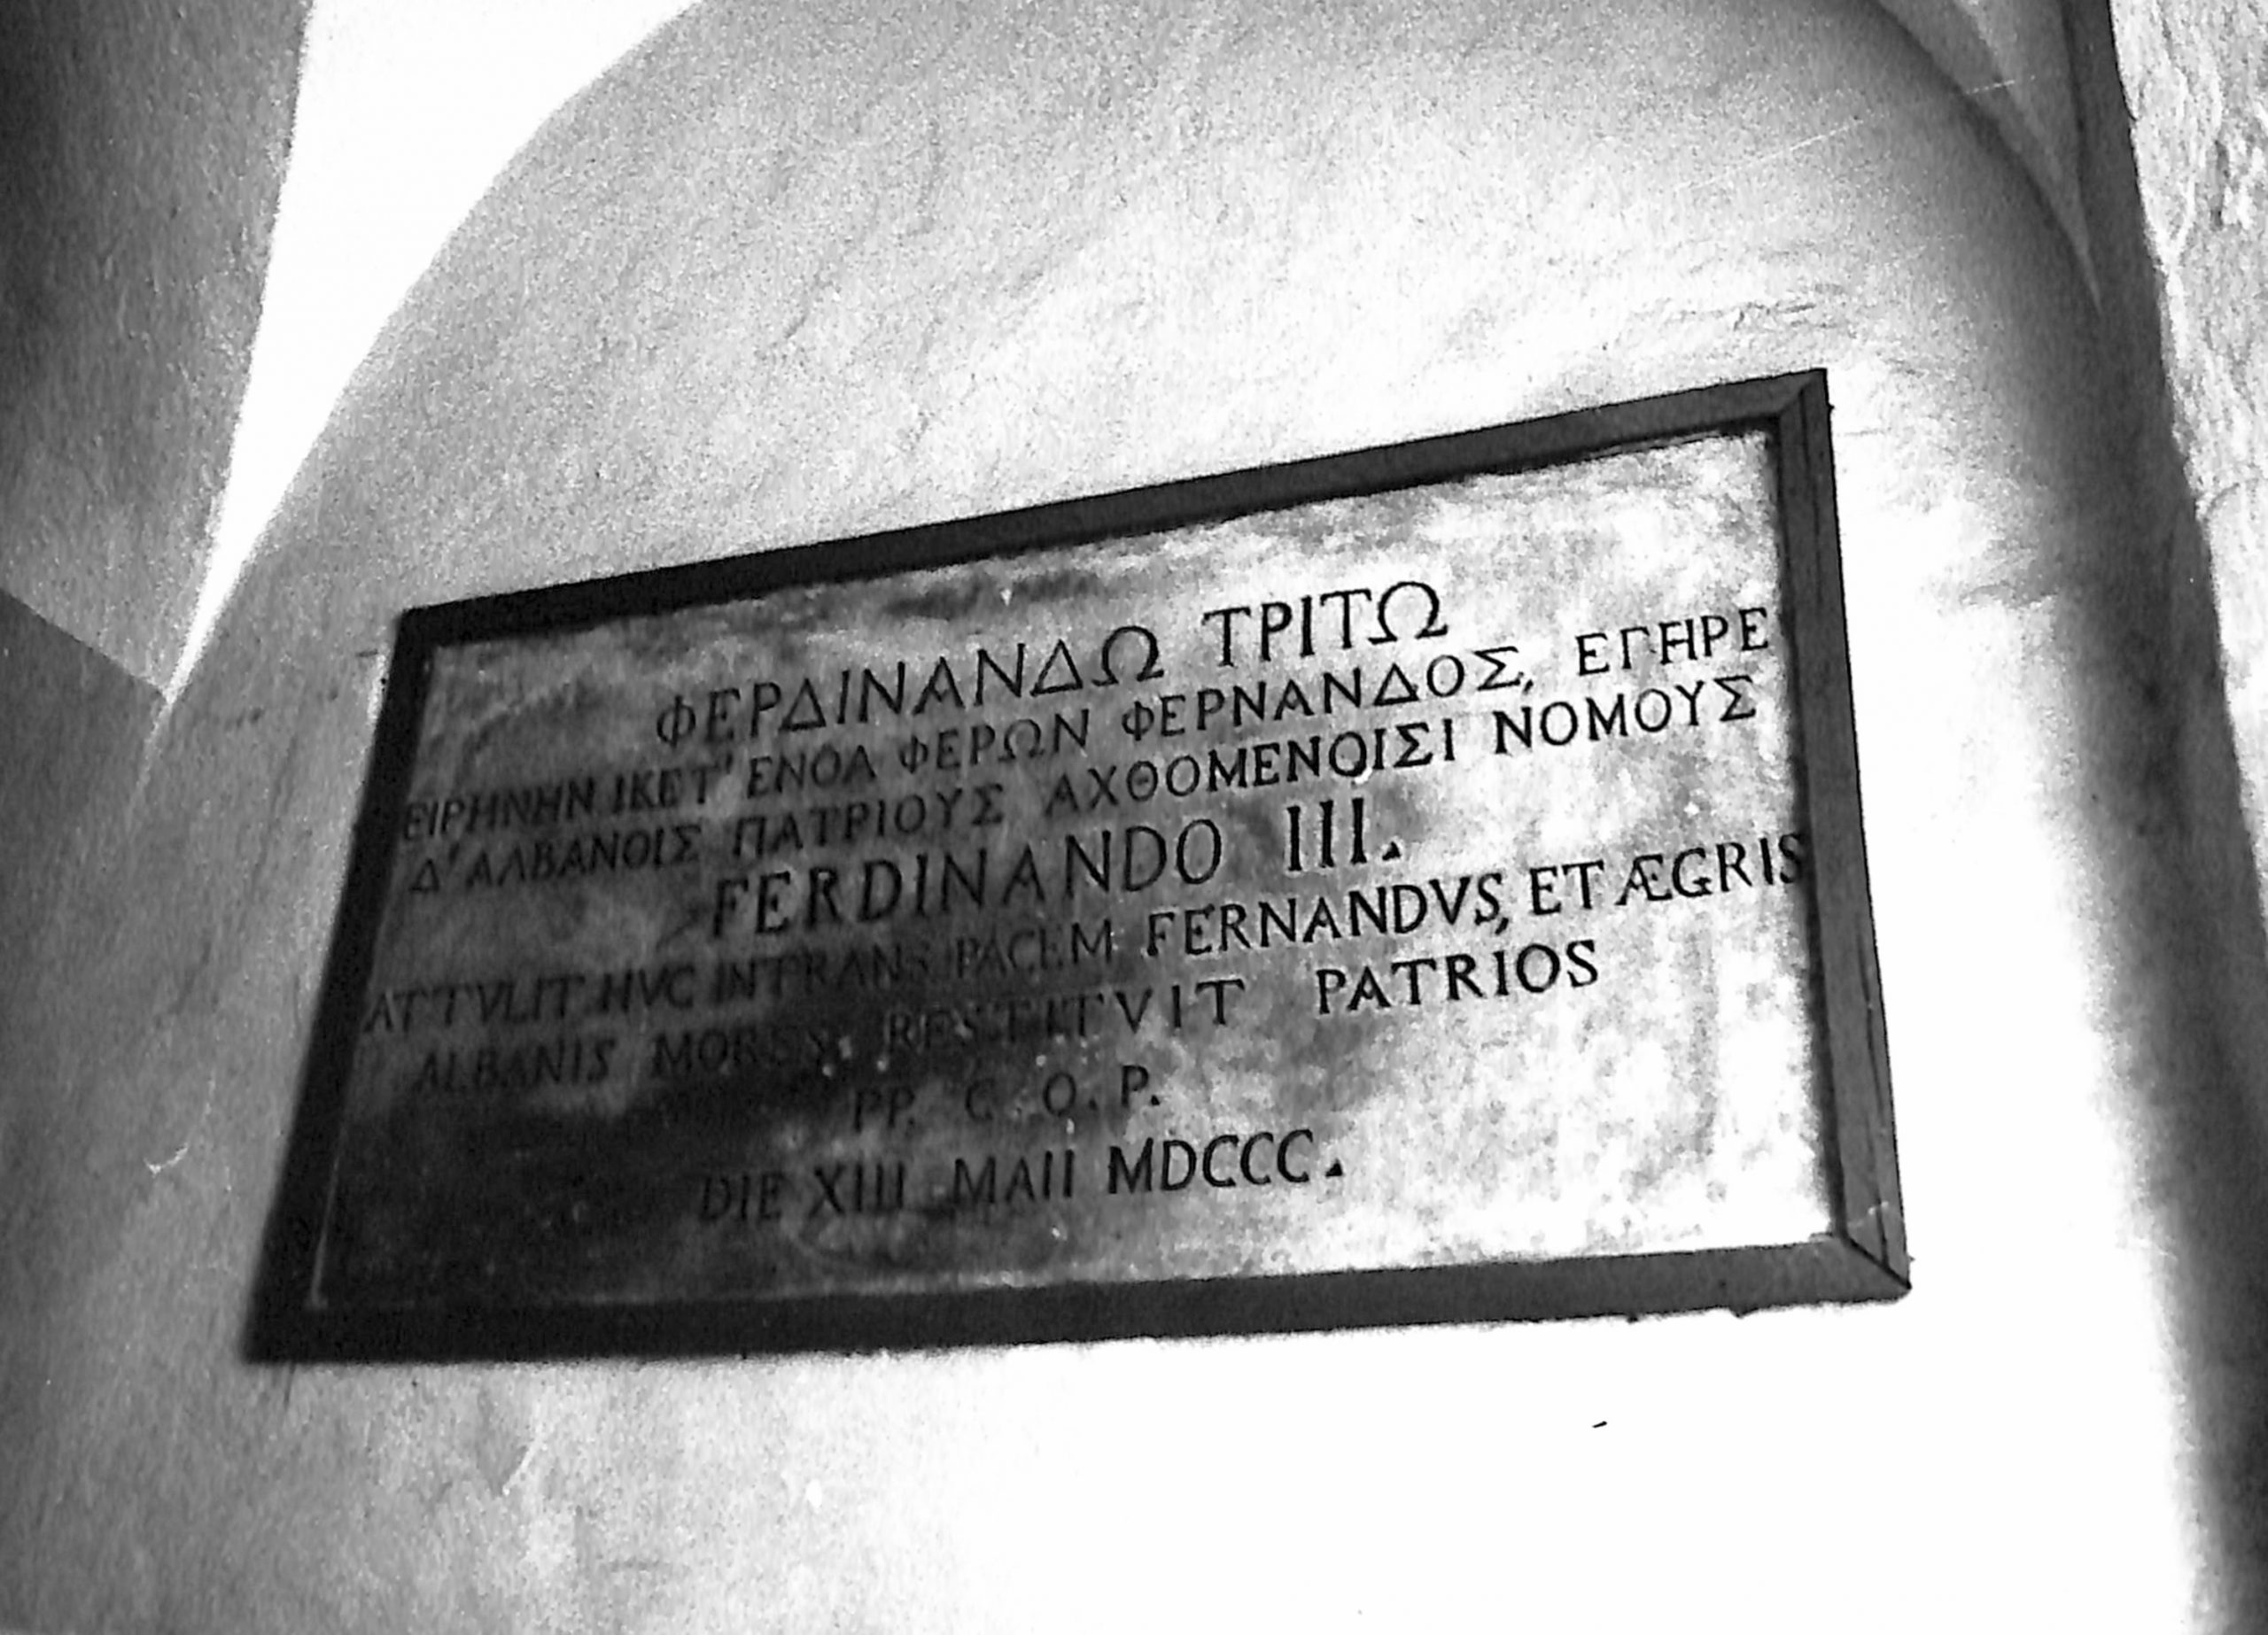 ΦΕΡΔΙΝΑΝΔΩ ΤΡΙΤΩ
ΕΙΡΗΝΗΝ ΙΚΕΤ' ΕΝΘΑ ΦΕΡΩΝ ΦΕΡΝΑΝΔΟΣ, ΕΓΗΡΕ
Δ' ΑΛΒΑΝΟΙΣ ΠΑΤΡΙΟΥΣ ΑΧΘΟΜΕΝΟΙΣΙ ΝΟΜΟΥΣ
FERDINANDO III.
ATTVLIT HVC INTRANS PACEM FERNANDVS, ET ÆGRIS
ALBANIS RESTITVIT PATRIOS
PP. C. O. P.
DIE XIII MAII MDCCC.